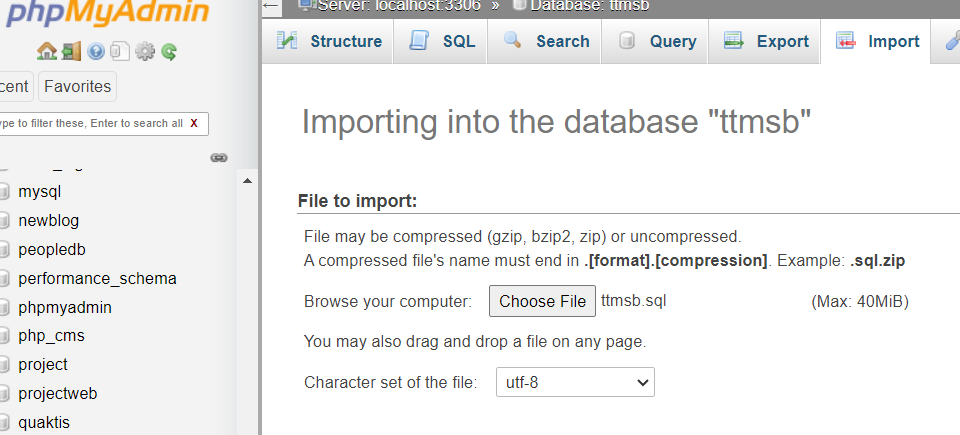 phpMyAdmin
Server: localhost:3306 » Database: ttmsb
Structure SQL Search Query Export Import
cent Favorites
ype to filter these, Enter to search all X
mysql
newblog
peopledb
performance_schema
phpmyadmin
php_cms
project
projectweb
quaktis
Importing into the database "ttmsb"
File to import:
File may be compressed (gzip, bzip2, zip) or uncompressed.
A compressed file's name must end in .[format].[compression]. Example: .sql.zip
Browse your computer: Choose File ttmsb.sql (Max: 40MiB)
You may also drag and drop a file on any page.
Character set of the file: utf-8